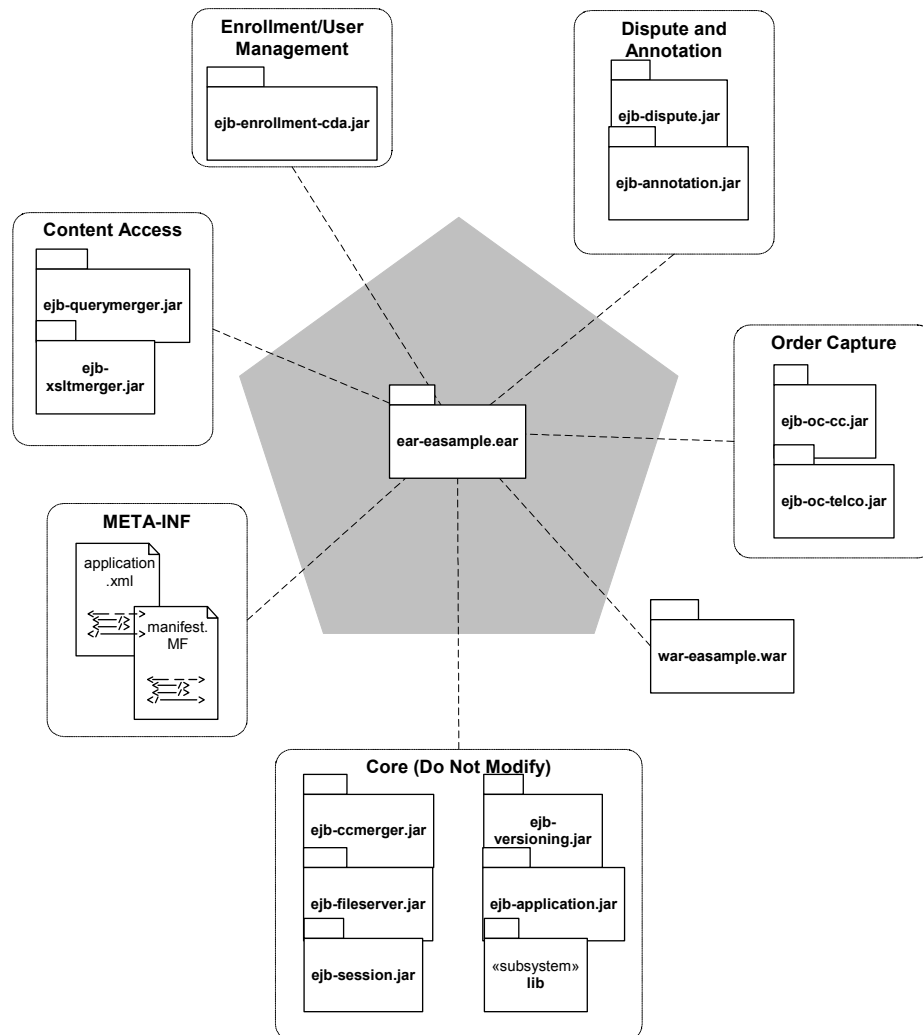 Enrollment/User
Management
ejb-enrollment-cda.jar
Dispute and
Annotation
ejb-dispute.jar
ejb-annotation.jar
Content Access
ejb-querymerger.jar
ejb-
xsltmerger.jar
Order Capture
ejb-oc-cc.jar
ejb-oc-telco.jar
ear-easample.ear
META-INF
application
.xml
manifest.
MF
war-easample.war
Core (Do Not Modify)
ejb-ccmerger.jar
ejb-fileserver.jar
ejb-session.jar
ejb-
versioning.jar
ejb-application.jar
«subsystem»
lib